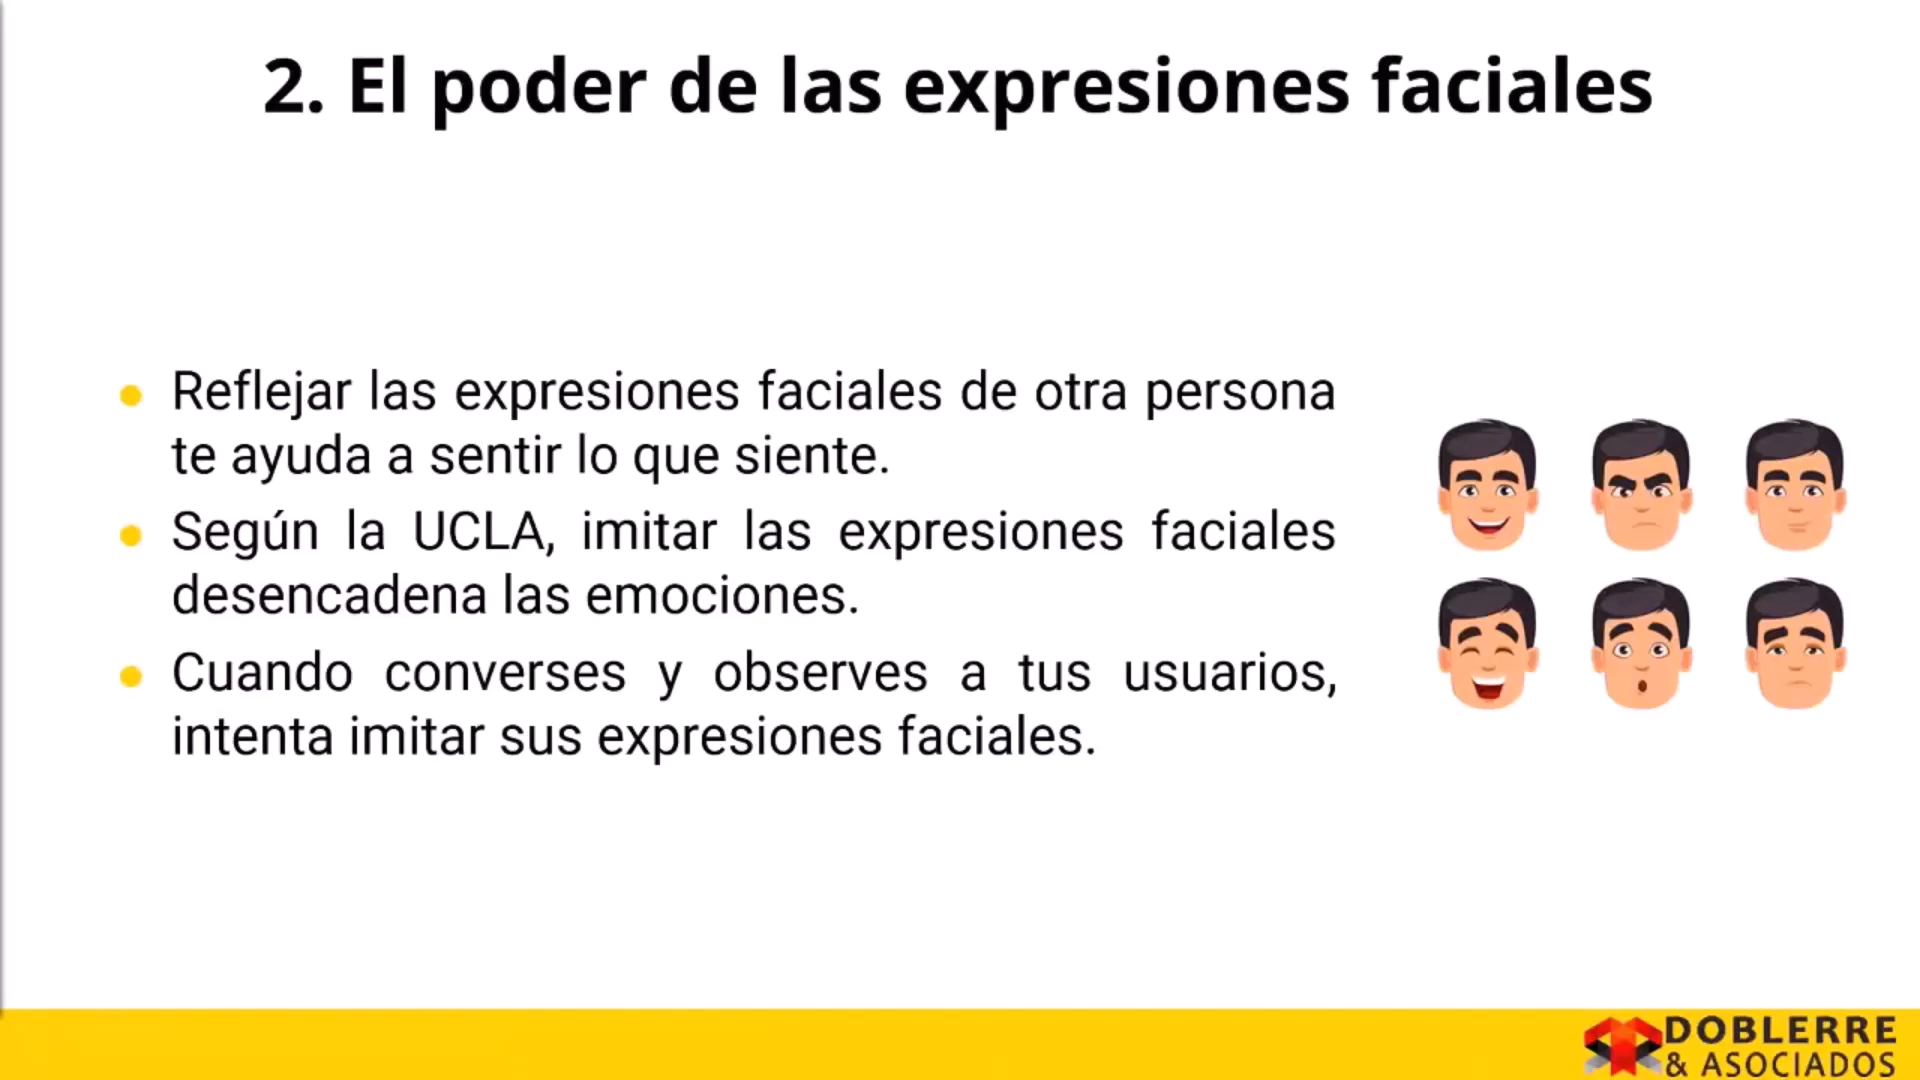 2. El poder de las expresiones faciales
Reflejar las expresiones faciales de otra persona
te ayuda a sentir lo que siente.
Según la UCLA, imitar las expresiones faciales
desencadena las emociones.
Cuando converses y observes a tus usuarios,
intenta imitar sus expresiones faciales.
DOBLERRE
& ASOCIADOS